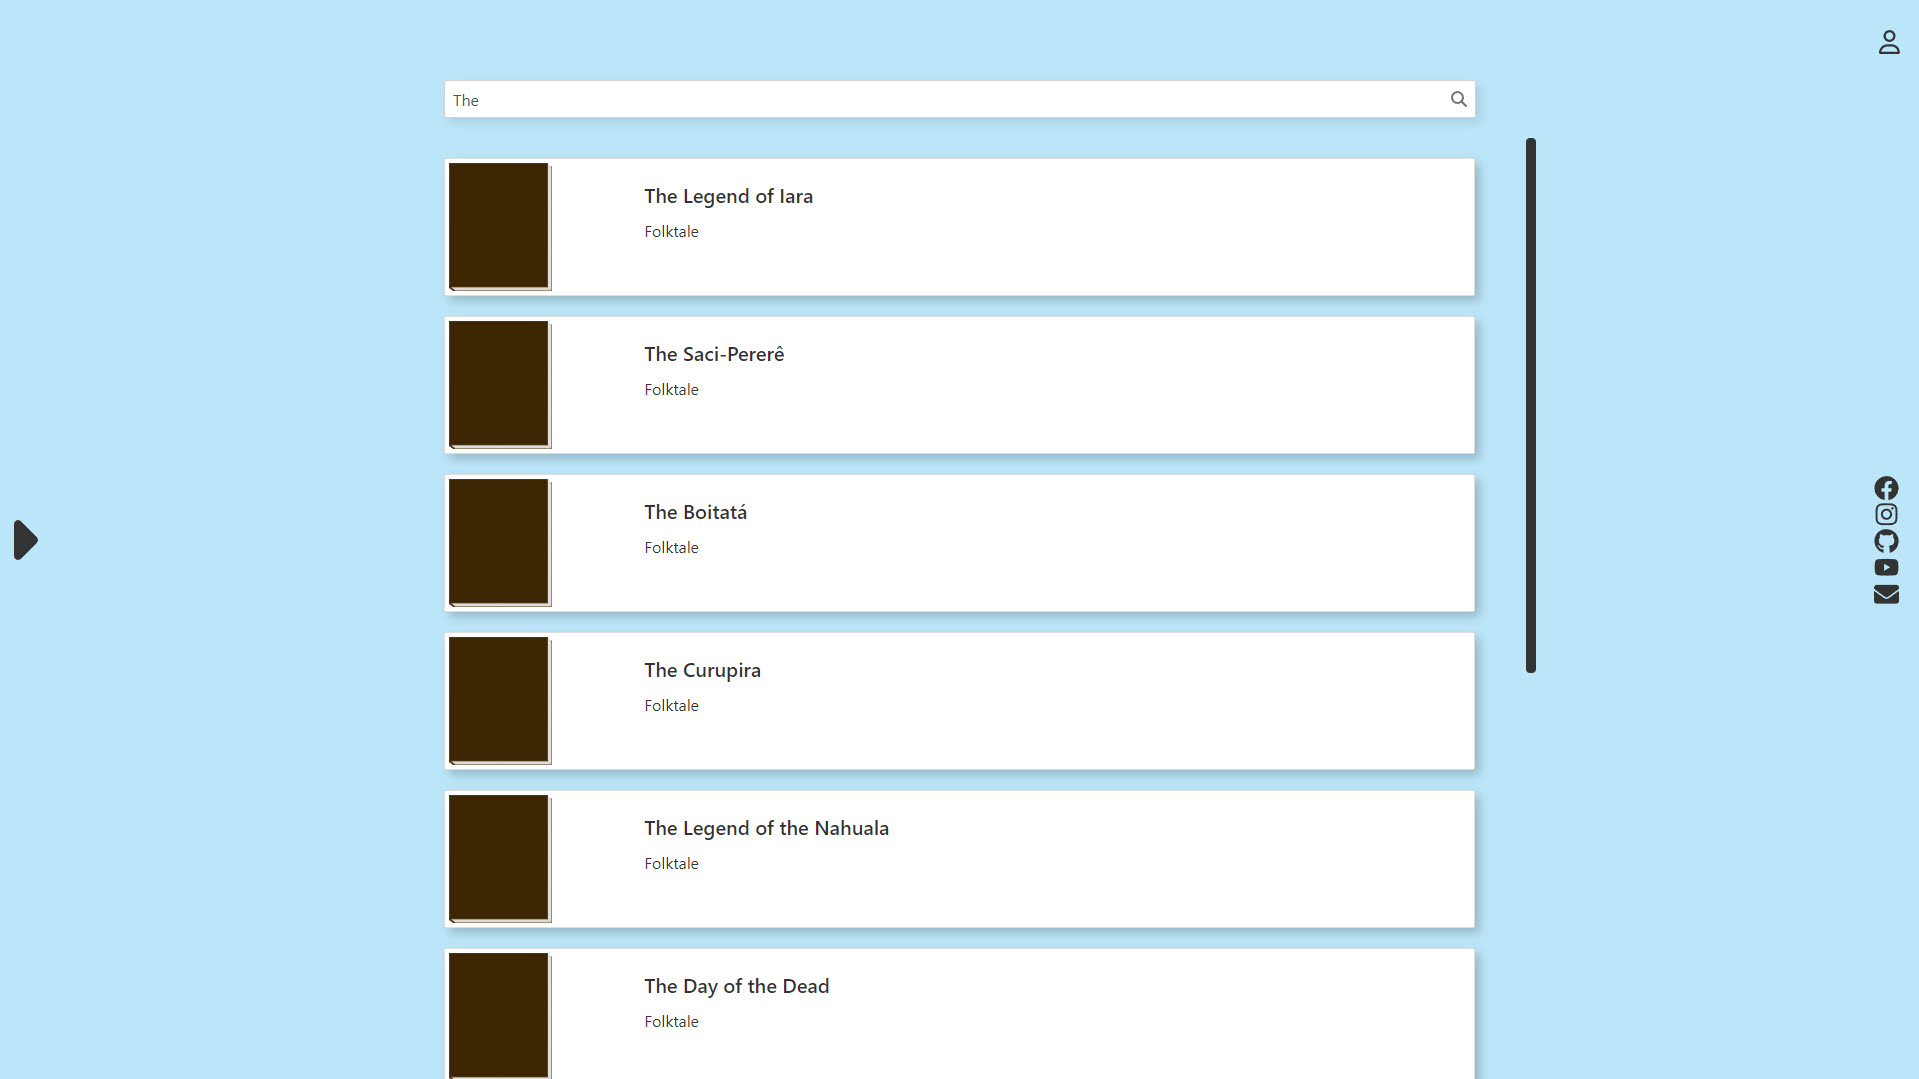 The
The Legend of Iara
Folktale
The Saci-Pererê
Folktale
The Boitatá
Folktale
The Curupira
Folktale
The Legend of the Nahuala
Folktale
The Day of the Dead
Folktale